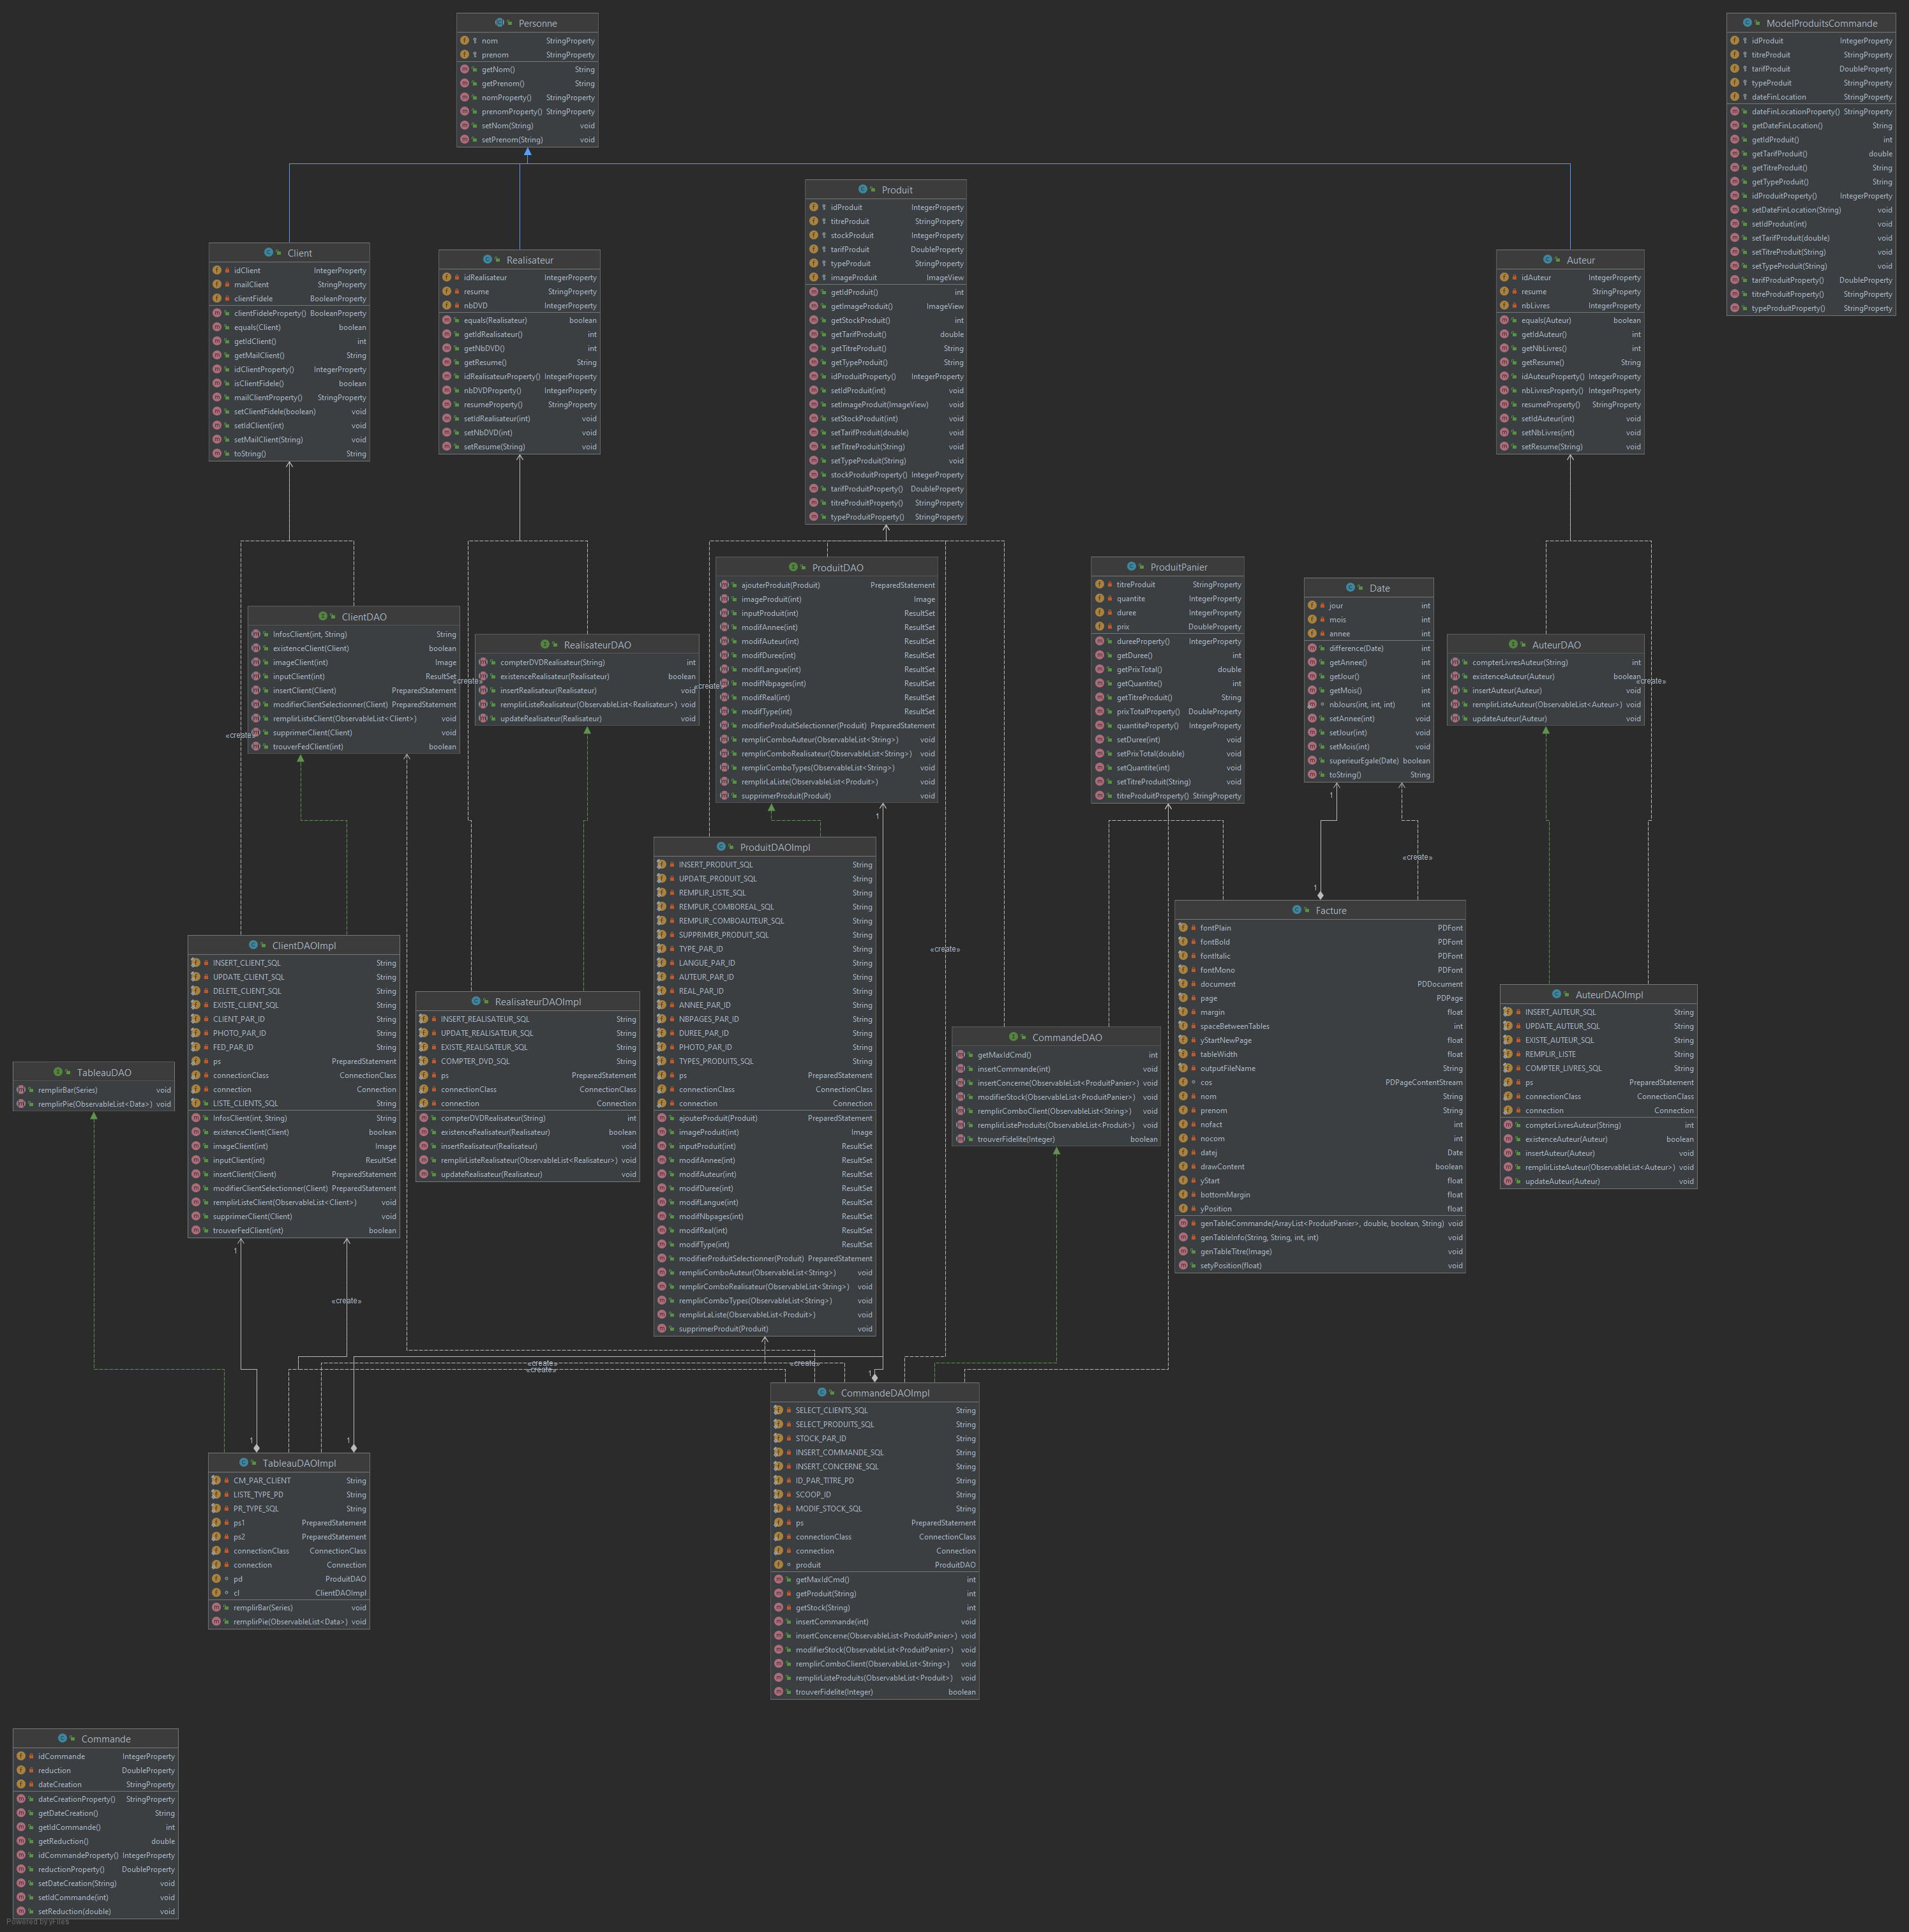 Personne
nom StringProperty
prenom StringProperty
getNom() String
getPrenom() String
nomProperty() StringProperty
prenomProperty() StringProperty
setNom(String) void
setPrenom(String) void
ModelProduitsCommande
idProduit IntegerProperty
titreProduit StringProperty
tarifProduit DoubleProperty
typeProduit StringProperty
dateFinLocation StringProperty
dateFinLocationProperty() StringProperty
getDateFinLocation() String
getIdProduit() int
getTarifProduit() double
getTitreProduit() String
getTypeProduit() String
idProduitProperty() IntegerProperty
setDateFinLocation(String) void
setIdProduit(int) void
setTarifProduit(double) void
setTitreProduit(String) void
setTypeProduit(String) void
tarifProduitProperty() DoubleProperty
titreProduitProperty() StringProperty
typeProduitProperty() StringProperty
Client
idClient IntegerProperty
mailClient StringProperty
clientFidele BooleanProperty
clientFideleProperty() BooleanProperty
equals(Client) boolean
getIdClient() int
getMailClient() String
idClientProperty() IntegerProperty
isClientFidele() boolean
mailClientProperty() StringProperty
setClientFidele(boolean) void
setIdClient(int) void
setMailClient(String) void
toString() String
Realisateur
idRealisateur IntegerProperty
resume StringProperty
nbDVD IntegerProperty
equals(Realisateur) boolean
getIdRealisateur() int
getNbDVD() int
getResume() String
idRealisateurProperty() IntegerProperty
nbDVDProperty() IntegerProperty
resumeProperty() StringProperty
setIdRealisateur(int) void
setNbDVD(int) void
setResume(String) void
Produit
idProduit IntegerProperty
titreProduit StringProperty
stockProduit IntegerProperty
tarifProduit DoubleProperty
typeProduit StringProperty
imageProduit ImageView
getIdProduit() int
getImageProduit() ImageView
getStockProduit() int
getTarifProduit() double
getTitreProduit() String
getTypeProduit() String
idProduitProperty() IntegerProperty
setIdProduit(int) void
setImageProduit(ImageView) void
setStockProduit(int) void
setTarifProduit(double) void
setTitreProduit(String) void
setTypeProduit(String) void
stockProduitProperty() IntegerProperty
tarifProduitProperty() DoubleProperty
titreProduitProperty() StringProperty
typeProduitProperty() StringProperty
Auteur
idAuteur IntegerProperty
resume StringProperty
nbLivres IntegerProperty
equals(Auteur) boolean
getIdAuteur() int
getNbLivres() int
getResume() String
idAuteurProperty() IntegerProperty
nbLivresProperty() IntegerProperty
resumeProperty() StringProperty
setIdAuteur(int) void
setNbLivres(int) void
setResume(String) void
ClientDAO
InfosClient(int, String) String
existenceClient(Client) boolean
imageClient(int) Image
inputClient(int) ResultSet
insertClient(Client) PreparedStatement
modifierClientSelectionner(Client) PreparedStatement
remplirListeClient(ObservableList<Client>) void
supprimerClient(Client) void
trouverFedClient(int) boolean
«create»
RealisateurDAO
compterDVDRealisateur(String) int
existenceRealisateur(Realisateur) boolean
insertRealisateur(Realisateur) void
remplirListeRealisateur(ObservableList<Realisateur>) void
updateRealisateur(Realisateur) void
«create»
ProduitDAO
ajouterProduit(Produit) PreparedStatement
imageProduit(int) Image
inputProduit(int) ResultSet
modifAnnee(int) ResultSet
modifAuteur(int) ResultSet
modifDuree(int) ResultSet
modifLangue(int) ResultSet
modifNbpages(int) ResultSet
modifReal(int) ResultSet
modifType(int) ResultSet
modifierProduitSelectionner(Produit) PreparedStatement
remplirComboAuteur(ObservableList<String>) void
remplirComboRealisateur(ObservableList<String>) void
remplirComboTypes(ObservableList<String>) void
remplirLaListe(ObservableList<Produit>) void
supprimerProduit(Produit) void
«create»
1
ProduitPanier
titreProduit StringProperty
quantite IntegerProperty
duree IntegerProperty
prix DoubleProperty
dureeProperty() IntegerProperty
getDuree() int
getPrixTotal() double
getQuantite() int
getTitreProduit() String
prixTotalProperty() DoubleProperty
quantiteProperty() IntegerProperty
setDuree(int) void
setPrixTotal(double) void
setQuantite(int) void
setTitreProduit(String) void
titreProduitProperty() StringProperty
Date
jour int
mois int
annee int
difference(Date) int
getAnnee() int
getJour() int
getMois() int
nbJours(int, int, int) int
setAnnee(int) void
setJour(int) void
setMois(int) void
superieurEgale(Date) boolean
toString() String
1
«create»
1
AuteurDAO
compterLivresAuteur(String) int
existenceAuteur(Auteur) boolean
insertAuteur(Auteur) void
remplirListeAuteur(ObservableList<Auteur>) void
updateAuteur(Auteur) void
«create»
ClientDAOImpl
INSERT_CLIENT_SQL String
UPDATE_CLIENT_SQL String
DELETE_CLIENT_SQL String
EXISTE_CLIENT_SQL String
CLIENT_PAR_ID String
PHOTO_PAR_ID String
FED_PAR_ID String
ps PreparedStatement
connectionClass ConnectionClass
connection Connection
LISTE_CLIENTS_SQL String
InfosClient(int, String) String
existenceClient(Client) boolean
imageClient(int) Image
inputClient(int) ResultSet
insertClient(Client) PreparedStatement
modifierClientSelectionner(Client) PreparedStatement
remplirListeClient(ObservableList<Client>) void
supprimerClient(Client) void
trouverFedClient(int) boolean
1
«create»
RealisateurDAOImpl
INSERT_REALISATEUR_SQL String
UPDATE_REALISATEUR_SQL String
EXISTE_REALISATEUR_SQL String
COMPTER_DVD_SQL String
ps PreparedStatement
connectionClass ConnectionClass
connection Connection
compterDVDRealisateur(String) int
existenceRealisateur(Realisateur) boolean
insertRealisateur(Realisateur) void
remplirListeRealisateur(ObservableList<Realisateur>) void
updateRealisateur(Realisateur) void
ProduitDAOImpl
INSERT_PRODUIT_SQL String
UPDATE_PRODUIT_SQL String
REMPLIR_LISTE_SQL String
REMPLIR_COMBOREAL_SQL String
REMPLIR_COMBOAUTEUR_SQL String
SUPPRIMER_PRODUIT_SQL String
TYPE_PAR_ID String
LANGUE_PAR_ID String
AUTEUR_PAR_ID String
REAL_PAR_ID String
ANNEE_PAR_ID String
NBPAGES_PAR_ID String
DUREE_PAR_ID String
PHOTO_PAR_ID String
TYPES_PRODUITS_SQL String
ps PreparedStatement
connectionClass ConnectionClass
connection Connection
ajouterProduit(Produit) PreparedStatement
imageProduit(int) Image
inputProduit(int) ResultSet
modifAnnee(int) ResultSet
modifAuteur(int) ResultSet
modifDuree(int) ResultSet
modifLangue(int) ResultSet
modifNbpages(int) ResultSet
modifReal(int) ResultSet
modifType(int) ResultSet
modifierProduitSelectionner(Produit) PreparedStatement
remplirComboAuteur(ObservableList<String>) void
remplirComboRealisateur(ObservableList<String>) void
remplirComboTypes(ObservableList<String>) void
remplirLaListe(ObservableList<Produit>) void
supprimerProduit(Produit) void
«create»
CommandeDAO
getMaxIdCmd() int
insertCommande(int) void
insertConcerne(ObservableList<ProduitPanier>) void
modifierStock(ObservableList<ProduitPanier>) void
remplirComboClient(ObservableList<String>) void
remplirListeProduits(ObservableList<Produit>) void
trouverFidelite(Integer) boolean
Facture
fontPlain PDFont
fontBold PDFont
fontItalic PDFont
fontMono PDFont
document PDDocument
page PDPage
margin float
spaceBetweenTables int
yStartNewPage float
tableWidth float
outputFileName String
cos PDPageContentStream
nom String
prenom String
nofact int
nocom int
datej Date
drawContent boolean
yStart float
bottomMargin float
yPosition float
genTableCommande(ArrayList<ProduitPanier>, double, boolean, String) void
genTableInfo(String, String, int, int) void
genTableTitre(Image) void
setyPosition(float) void
AuteurDAOImpl
INSERT_AUTEUR_SQL String
UPDATE_AUTEUR_SQL String
EXISTE_AUTEUR_SQL String
REMPLIR_LISTE String
COMPTER_LIVRES_SQL String
ps PreparedStatement
connectionClass ConnectionClass
connection Connection
compterLivresAuteur(String) int
existenceAuteur(Auteur) boolean
insertAuteur(Auteur) void
remplirListeAuteur(ObservableList<Auteur>) void
updateAuteur(Auteur) void
TableauDAO
remplirBar(Series) void
remplirPie(ObservableList<Data>) void
«create»
«create»
«create»
«create»
1
1
1
TableauDAOImpl
CM_PAR_CLIENT String
LISTE_TYPE_PD String
PR_TYPE_SQL String
ps1 PreparedStatement
ps2 PreparedStatement
connectionClass ConnectionClass
connection Connection
pd ProduitDAO
cl ClientDAOImpl
remplirBar(Series) void
remplirPie(ObservableList<Data>) void
CommandeDAOImpl
SELECT_CLIENTS_SQL String
SELECT_PRODUITS_SQL String
STOCK_PAR_ID String
INSERT_COMMANDE_SQL String
INSERT_CONCERNE_SQL String
ID_PAR_TITRE_PD String
SCOOP_ID String
MODIF_STOCK_SQL String
ps PreparedStatement
connectionClass ConnectionClass
connection Connection
produit ProduitDAO
getMaxIdCmd() int
getProduit(String) int
getStock(String) int
insertCommande(int) void
insertConcerne(ObservableList<ProduitPanier>) void
modifierStock(ObservableList<ProduitPanier>) void
remplirComboClient(ObservableList<String>) void
remplirListeProduits(ObservableList<Produit>) void
trouverFidelite(Integer) boolean
Commande
idCommande IntegerProperty
reduction DoubleProperty
dateCreation StringProperty
dateCreationProperty() StringProperty
getDateCreation() String
getIdCommande() int
getReduction() double
idCommandeProperty() IntegerProperty
reductionProperty() DoubleProperty
setDateCreation(String) void
setIdCommande(int) void
setReduction(double) void
Powered by yFiles